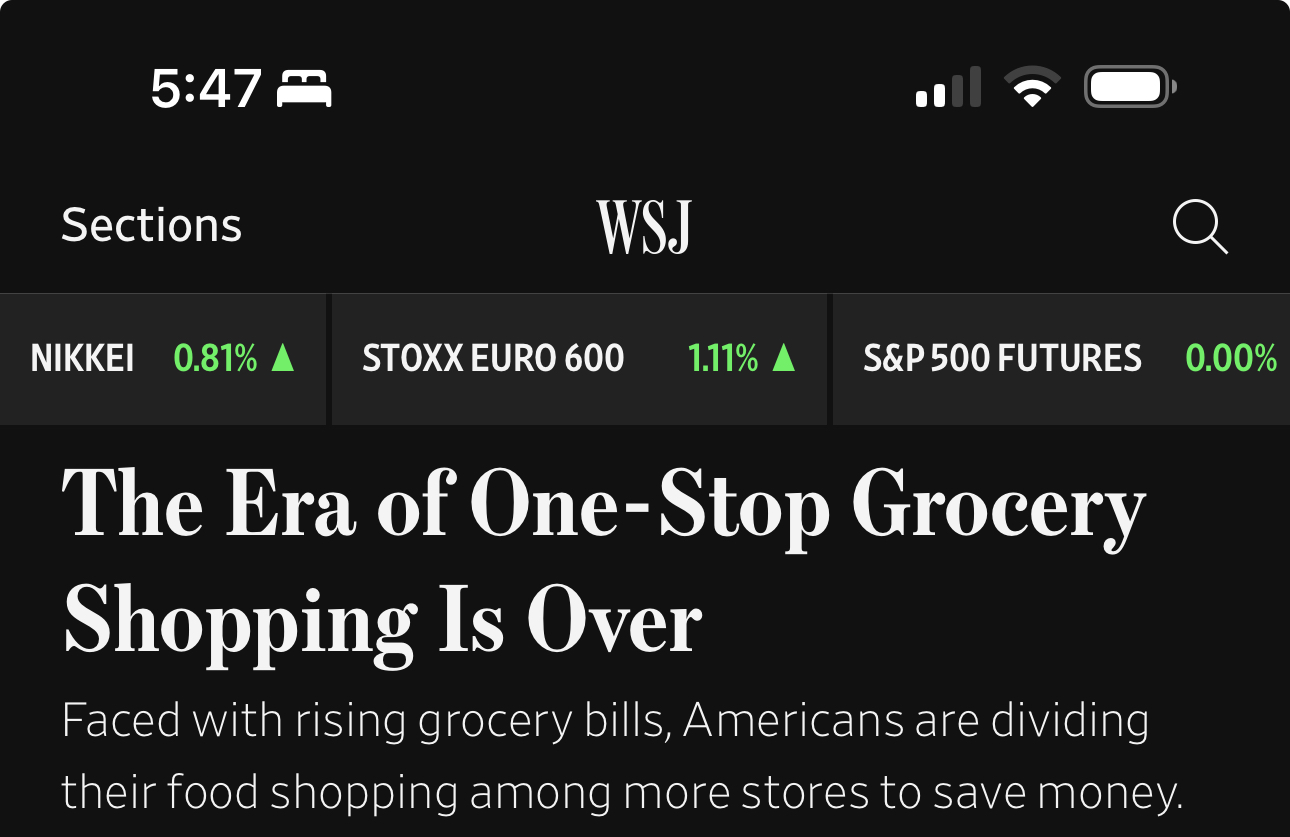 5:47
Sections WSJ
NIKKEI 0.81% ▲ STOXX EURO 600 1.11% ▲ S&P 500 FUTURES 0.00%
The Era of One-Stop Grocery
Shopping Is Over
Faced with rising grocery bills, Americans are dividing
their food shopping among more stores to save money.